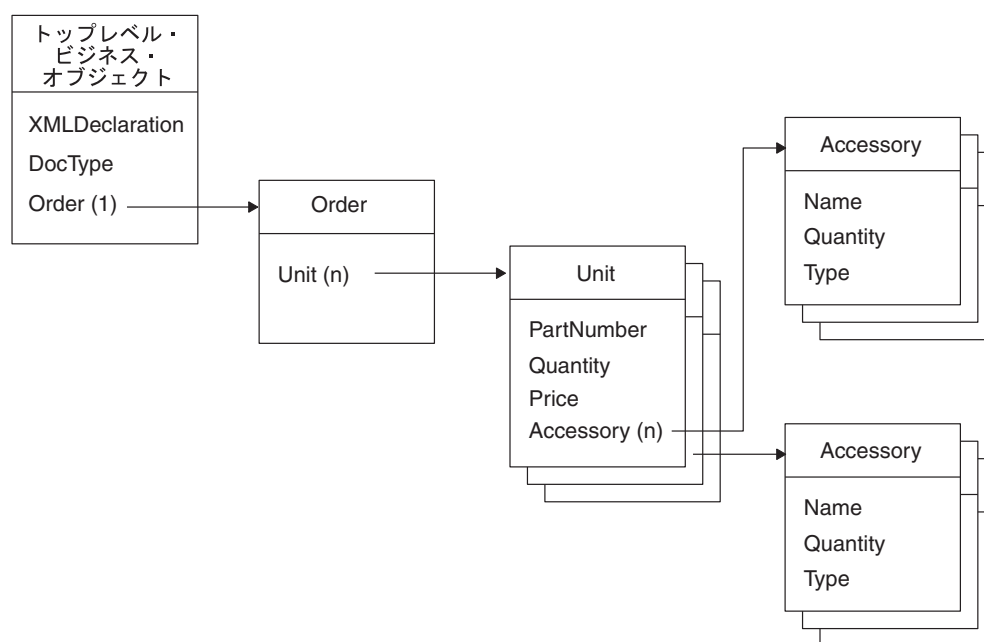 トップレベル・
ビジネス・
オブジェクト
XMLDeclaration
DocType
Order (1)
Order
Unit (n)
Unit
PartNumber
Quantity
Price
Accessory (n)
Accessory
Name
Quantity
Type
Accessory
Name
Quantity
Type